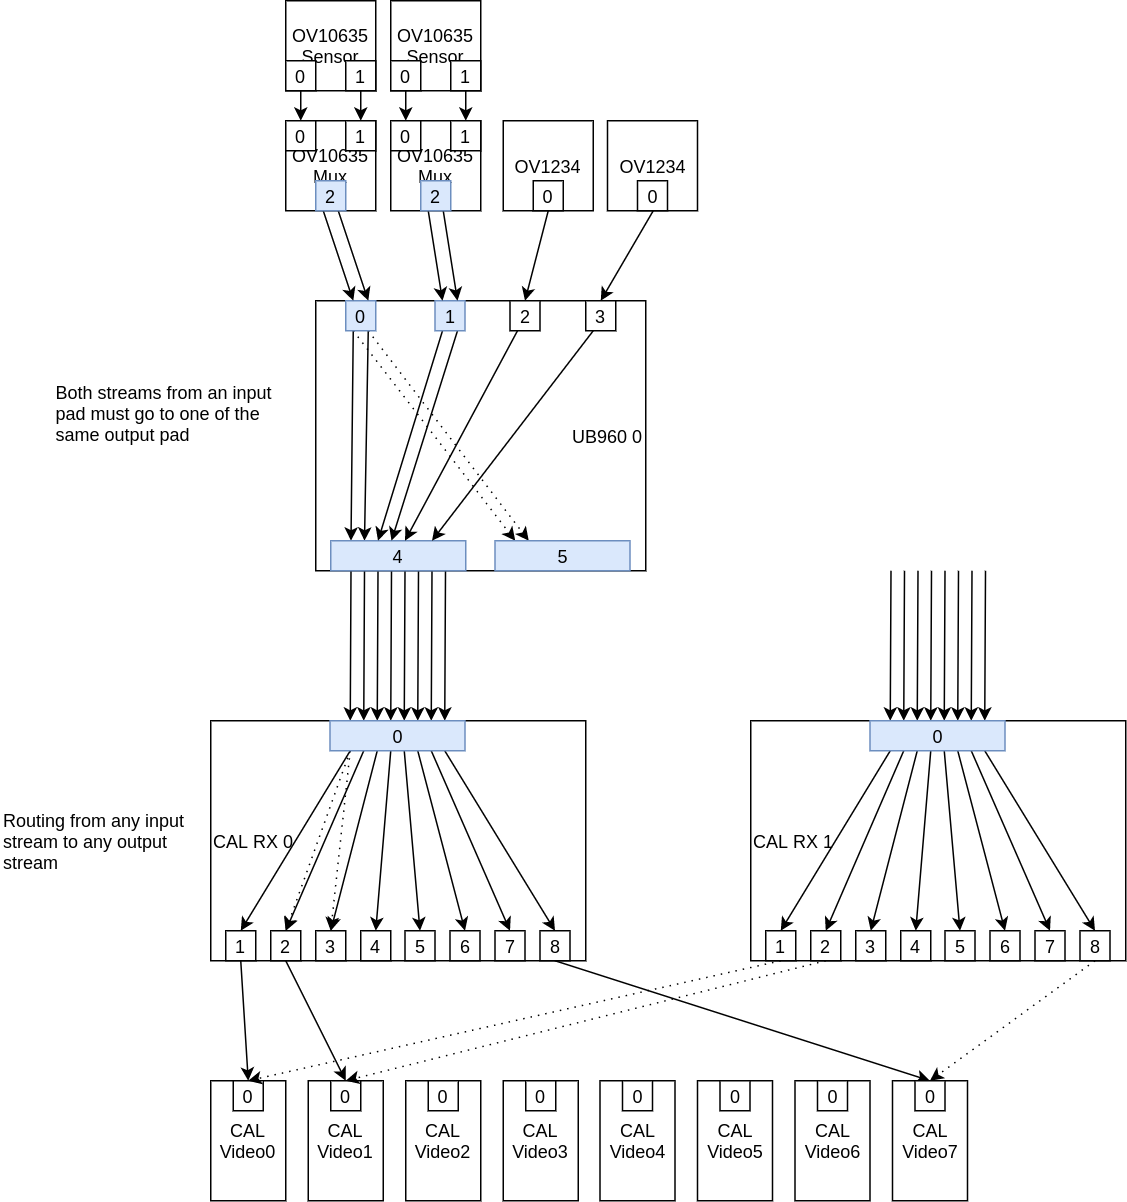 OV10635
Sensor
0 1
OV10635
Sensor
0 1
0 1
OV10635
Mux
2
0 1
OV10635
Mux
2
OV1234
0
OV1234
0
0 1 2 3
Both streams from an input
pad must go to one of the
same output pad
UB960 0
4 5
0
Routing from any input
stream to any output
stream
CAL RX 0
1 2 3 4 5 6 7 8
0
CAL RX 1
1 2 3 4 5 6 7 8
0
CAL
Video0
0
CAL
Video1
0
CAL
Video2
0
CAL
Video3
0
CAL
Video4
0
CAL
Video5
0
CAL
Video6
0
CAL
Video7